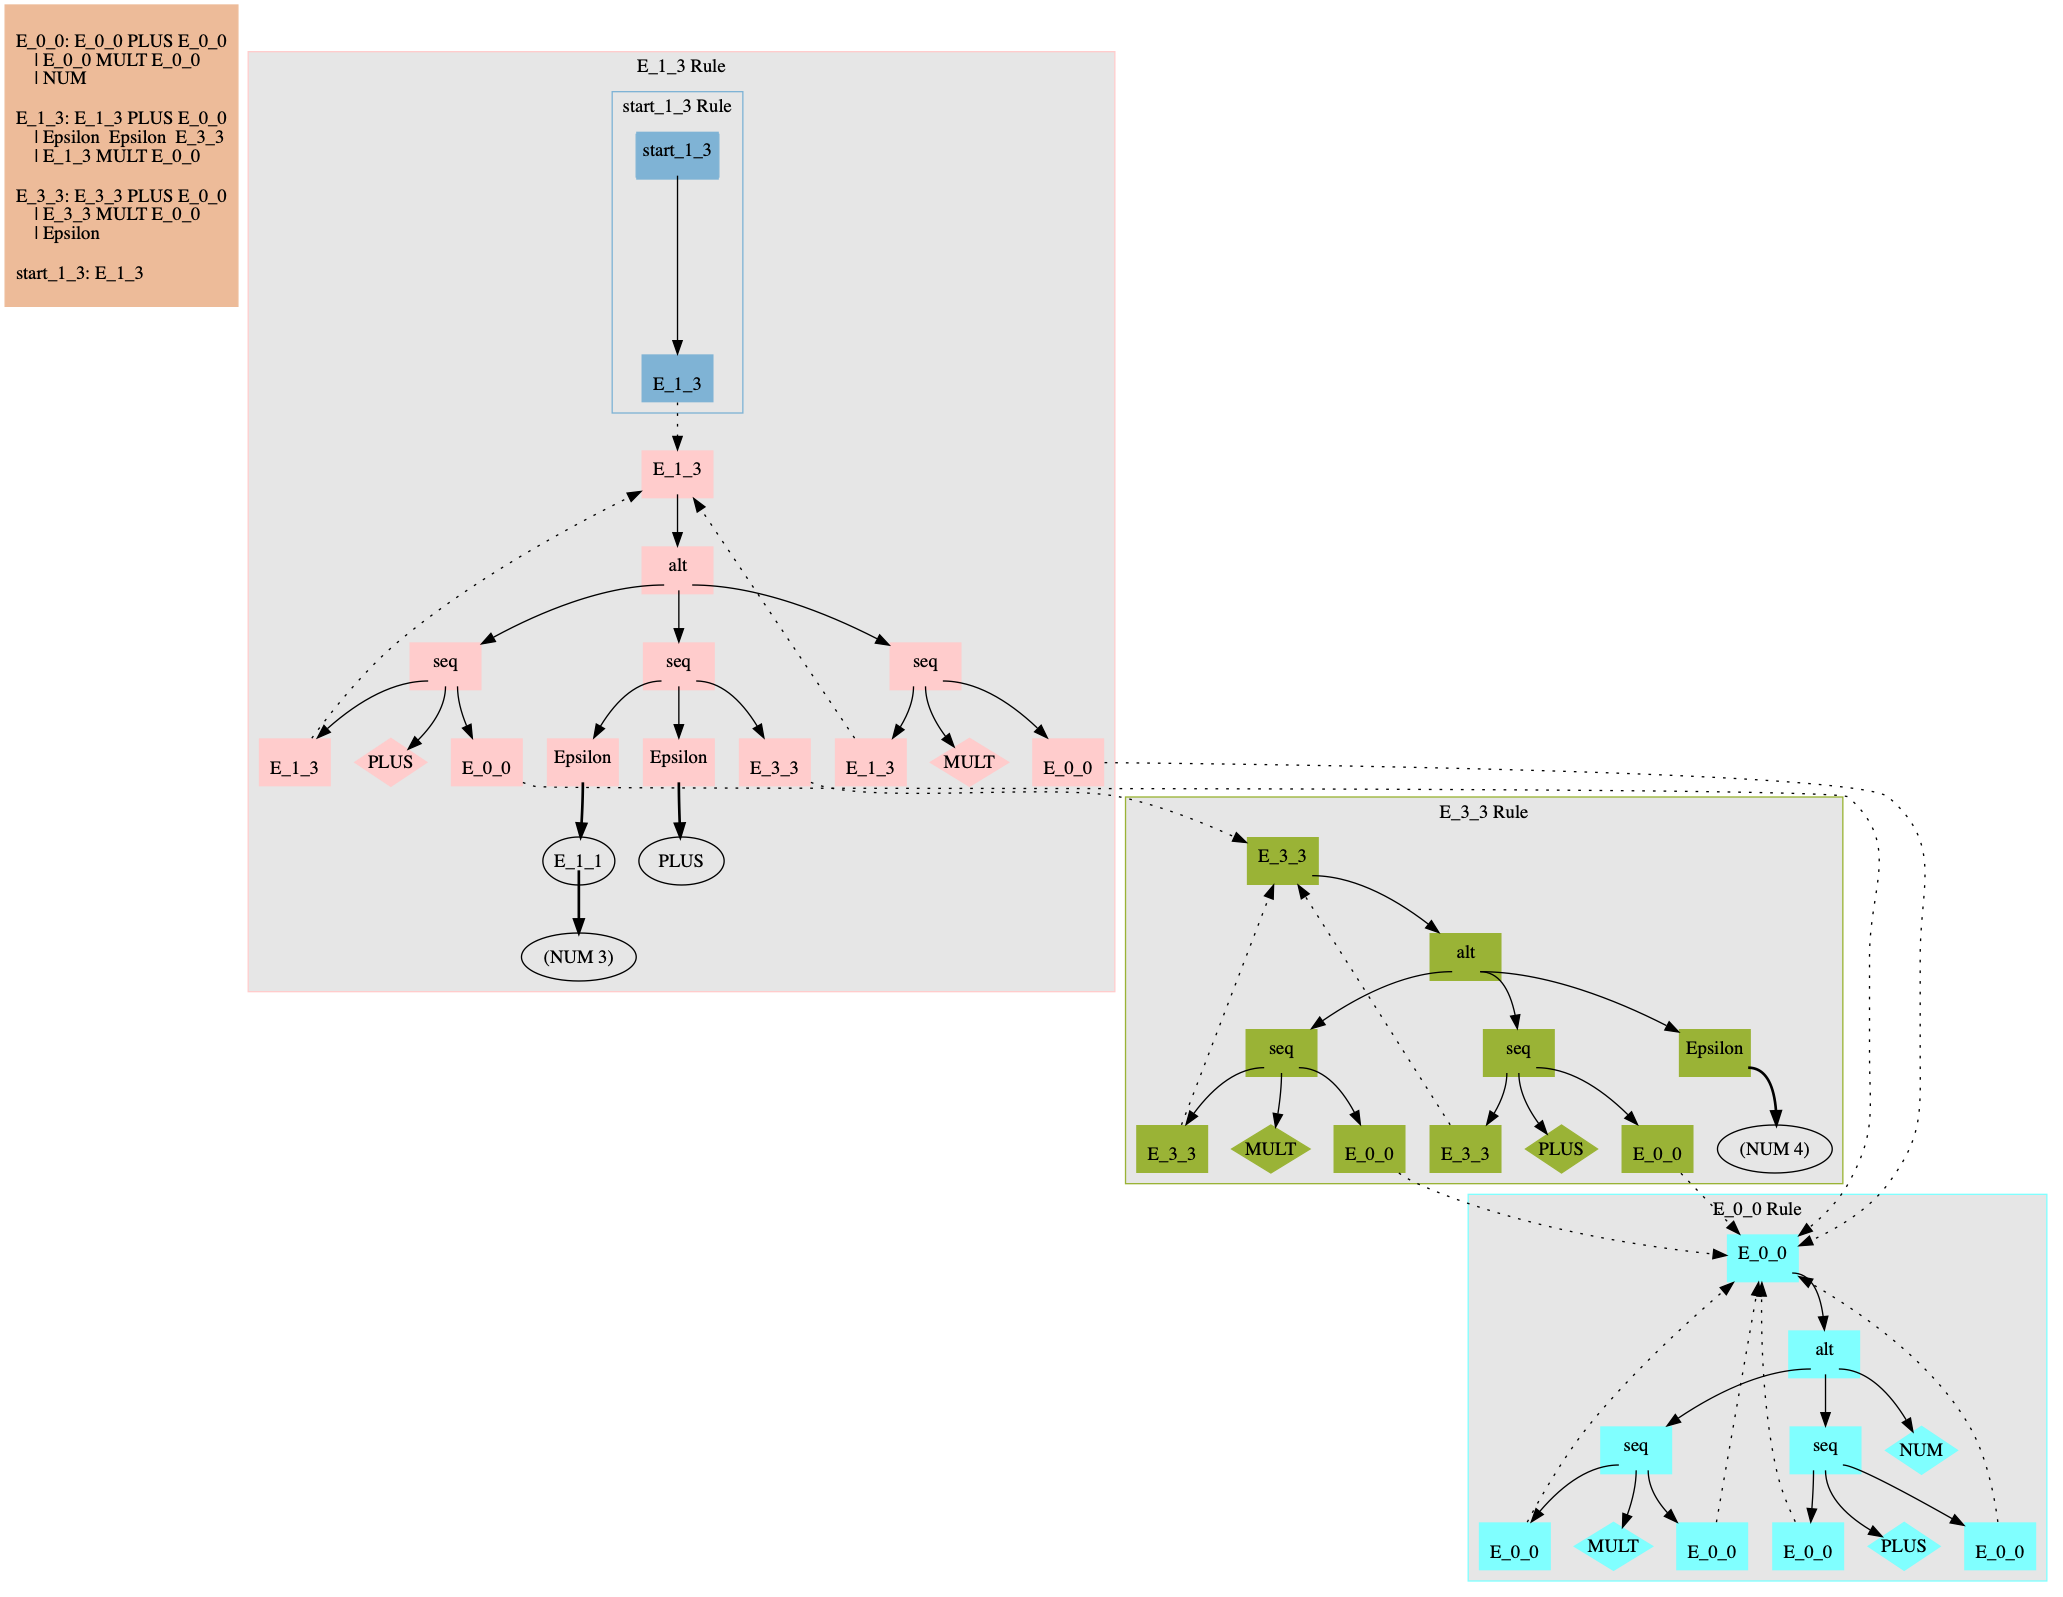 E_0_0: E_0_0 PLUS E_0_0
| E_0_0 MULT E_0_0
| NUM
E_1_3: E_1_3 PLUS E_0_0
| Epsilon  Epsilon  E_3_3
| E_1_3 MULT E_0_0
E_3_3: E_3_3 PLUS E_0_0
| E_3_3 MULT E_0_0
| Epsilon
start_1_3: E_1_3
E_1_3 Rule
start_1_3 Rule
start_1_3
E_1_3
E_1_3
alt
seq seq seq
E_1_3 PLUS E_0_0 Epsilon Epsilon E_3_3 E_1_3 MULT E_0_0
E_1_1 PLUS
(NUM 3)
E_3_3 Rule
E_3_3
alt
seq seq Epsilon
E_3_3 MULT E_0_0 E_3_3 PLUS E_0_0 (NUM 4)
E_0_0 Rule
E_0_0
alt
seq seq NUM
E_0_0 MULT E_0_0 E_0_0 PLUS E_0_0